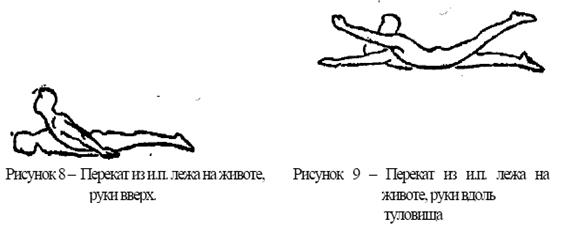 Рисунок 8 – Перекат из и.п. лежа на животе,
руки вверх.
Рисунок 9 – Перекат из и.п. лежа на
животе, руки вдоль
туловища